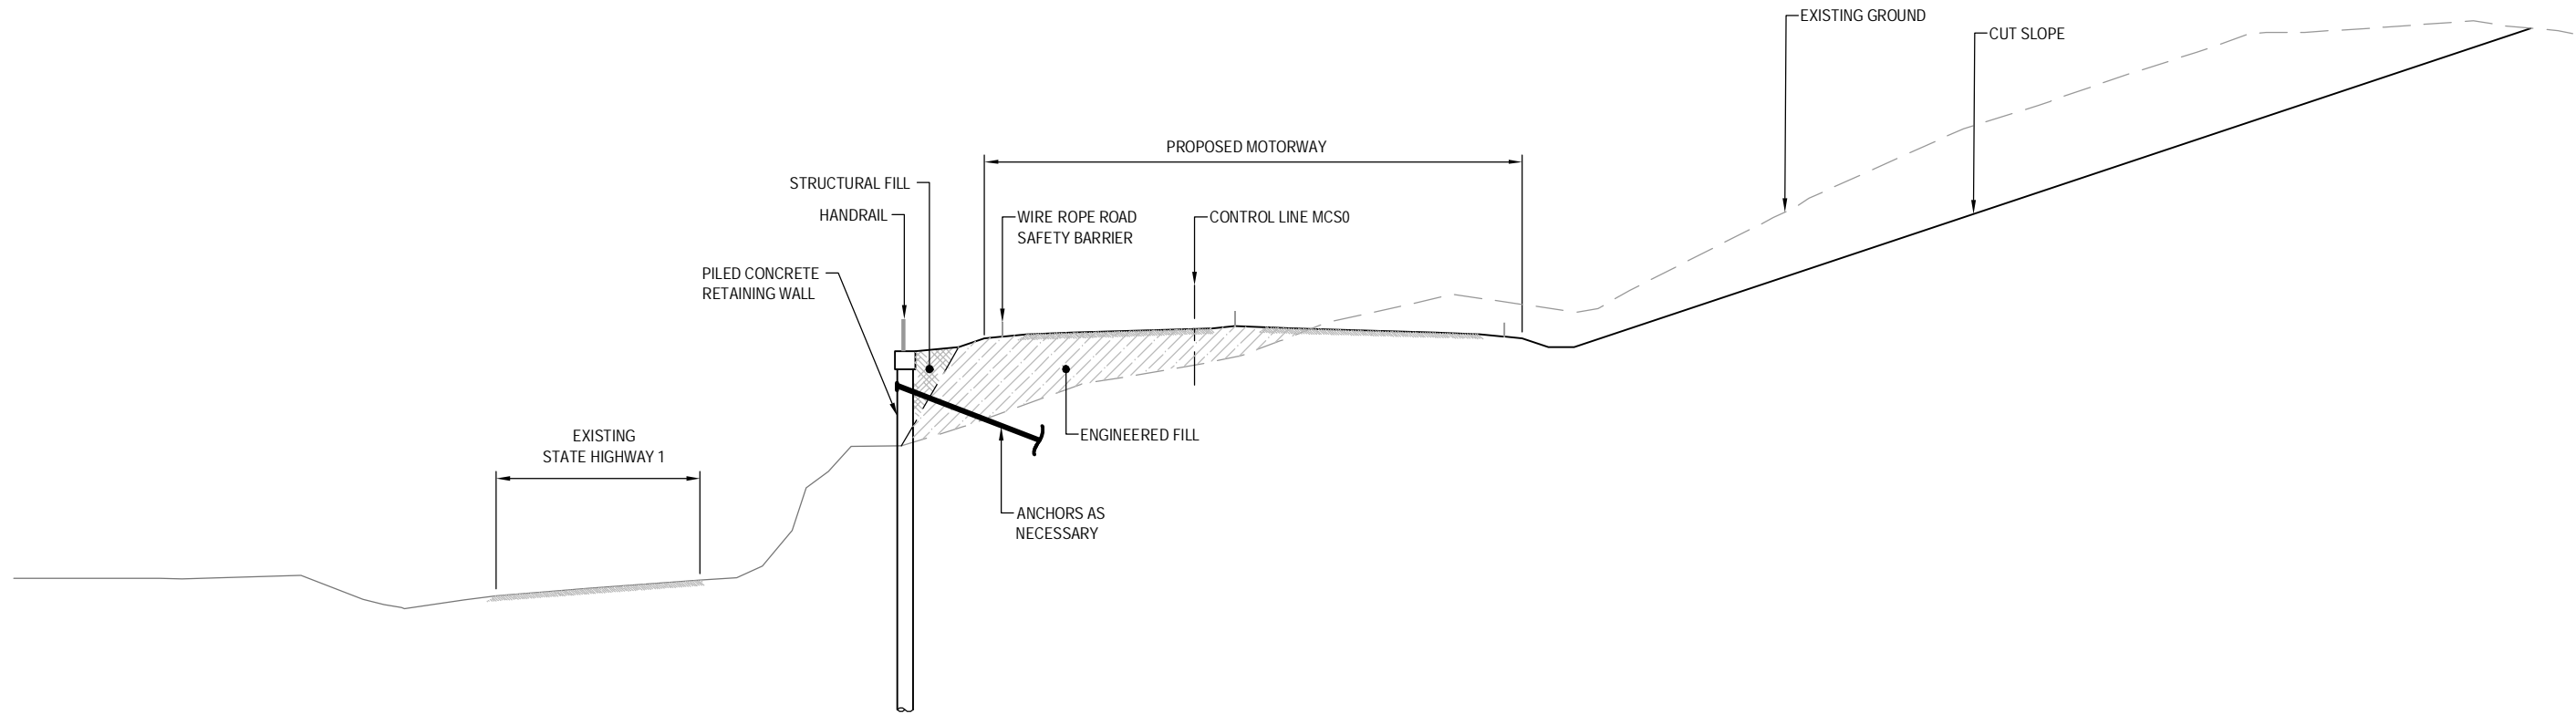 EXISTING GROUND
CUT SLOPE
PROPOSED MOTORWAY
STRUCTURAL FILL
HANDRAIL
WIRE ROPE ROAD
SAFETY BARRIER
CONTROL LINE MCS0
PILED CONCRETE
RETAINING WALL
EXISTING
STATE HIGHWAY 1
ENGINEERED FILL
ANCHORS AS
NECESSARY